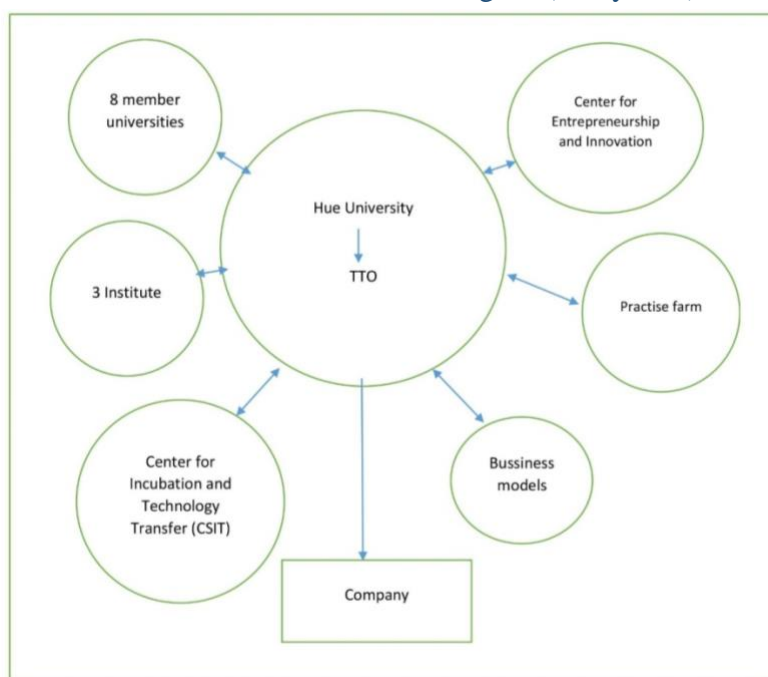 8 member
universities
Center for
Entrepreneurship
and Innovation
Hue University
TTO
3 Institute
Practise farm
Center for
Incubation and
Technology
Transfer (CSIT)
Bussiness
models
Company